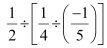 1/2 ÷ [1/4 ÷ (-1/5)]